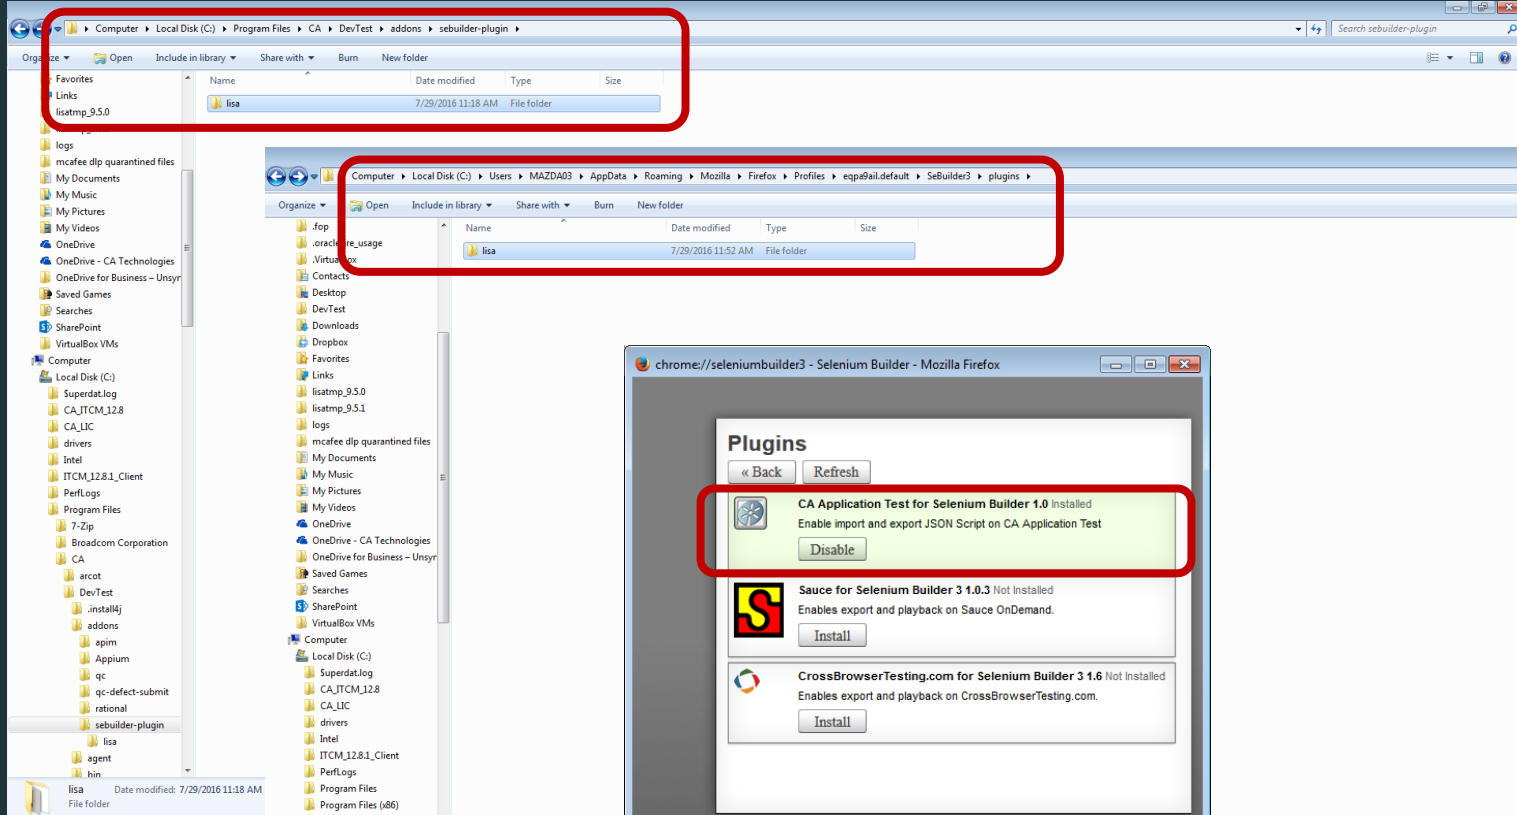 Computer ▸ Local Disk (C:) ▸ Program Files ▸ CA ▸ DevTest ▸ addons ▸ sebuilder-plugin ▸
Search sebuilder-plugin
Open Include in library Share with Burn New folder
Name Date modified Type Size
lisa 7/29/2016 11:18 AM File folder
Favorites
Links
lisatmp_9.5.0
logs
mcafee dlp quarantined files
My Documents
My Music
My Pictures
My Videos
OneDrive
OneDrive - CA Technologies
OneDrive for Business – Unsyr
Saved Games
Searches
SharePoint
VirtualBox VMs
Computer
Local Disk (C:)
$uperdat.log
CA_ITCM_12.8
CA_LIC
drivers
Intel
ITCM_12.8.1_Client
PerfLogs
Program Files
7-Zip
Broadcom Corporation
CA
arcot
DevTest
.install4j
addons
apim
Appium
qc
qc-defect-submit
rational
sebuilder-plugin
lisa
agent
bin
lisa Date modified: 7/29/2016 11:18 AM
File folder
Computer ▸ Local Disk (C:) ▸ Users ▸ MAZDA03 ▸ AppData ▸ Roaming ▸ Mozilla ▸ Firefox ▸ Profiles ▸ eqpa9ail.default ▸ SeBuilder3 ▸ plugins ▸
Organize Open Include in library Share with Burn New folder
Name Date modified Type Size
lisa 7/29/2016 11:52 AM File folder
.fop
Contacts
Desktop
DevTest
Downloads
Dropbox
Favorites
Links
lisatmp_9.5.0
lisatmp_9.5.1
logs
mcafee dlp quarantined files
My Documents
My Music
My Pictures
My Videos
OneDrive
OneDrive - CA Technologies
OneDrive for Business – Unsyr
Saved Games
Searches
SharePoint
VirtualBox VMs
Computer
Local Disk (C:)
$uperdat.log
CA_ITCM_12.8
CA_LIC
drivers
Intel
ITCM_12.8.1_Client
PerfLogs
Program Files
Program Files (x86)
chrome://seleniumbuilder3 - Selenium Builder - Mozilla Firefox
Plugins
« Back Refresh
CA Application Test for Selenium Builder 1.0 Installed
Enable import and export JSON Script on CA Application Test
Disable
Sauce for Selenium Builder 3 1.0.3 Not Installed
Enables export and playback on Sauce OnDemand.
Install
CrossBrowserTesting.com for Selenium Builder 3 1.6 Not Installed
Enables export and playback on CrossBrowserTesting.com.
Install